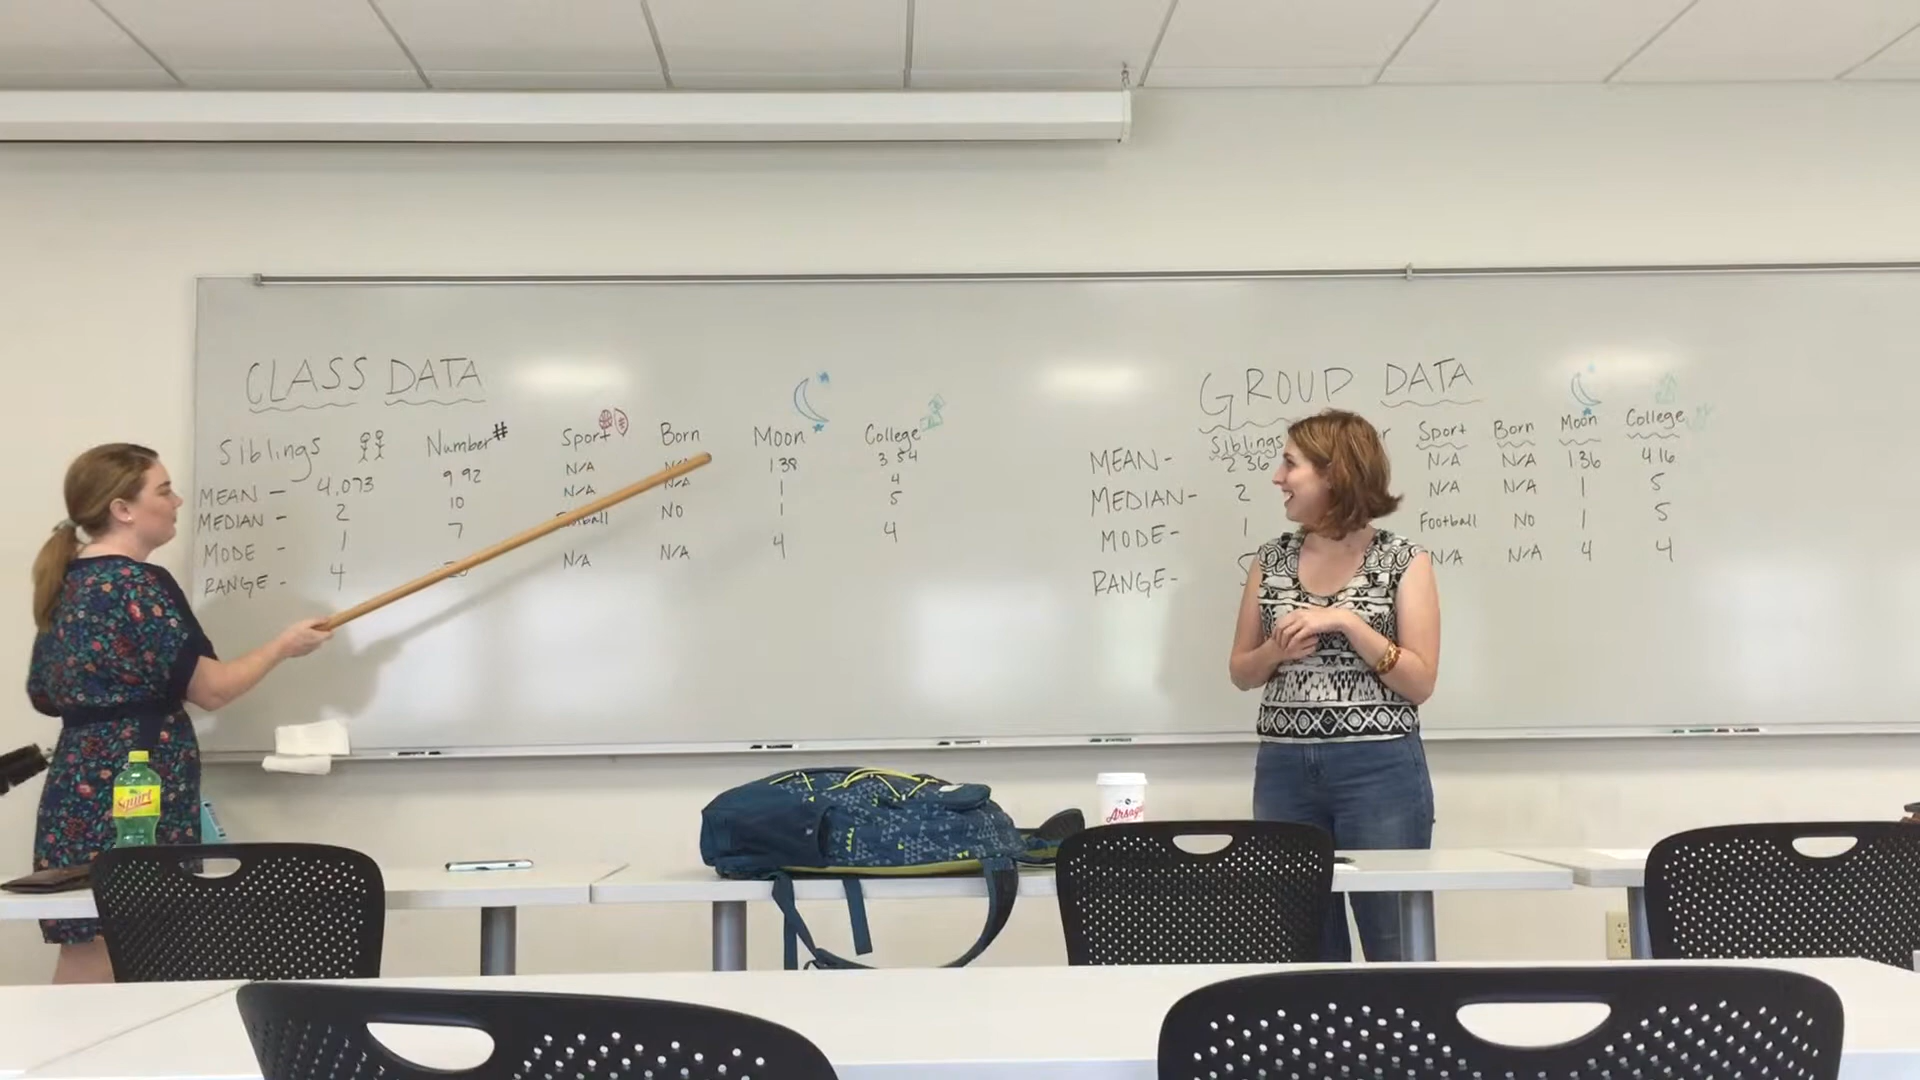 CLASS DATA
Siblings Number # Sport Born Moon College
MEAN - 4.073 9.92 N/A 1.38 3.54
MEDIAN - 2 10 N/A N/A 1 4
MODE - 1 7 NO 1 5
RANGE - 4 N/A N/A 4 4
GROUP DATA
Siblings Sport Born Moon College
MEAN - 2.36 N/A N/A 1.36 4.16
MEDIAN - 2 N/A N/A 1 5
MODE - 1 Football NO 1 5
RANGE - N/A N/A 4 4
Squirt